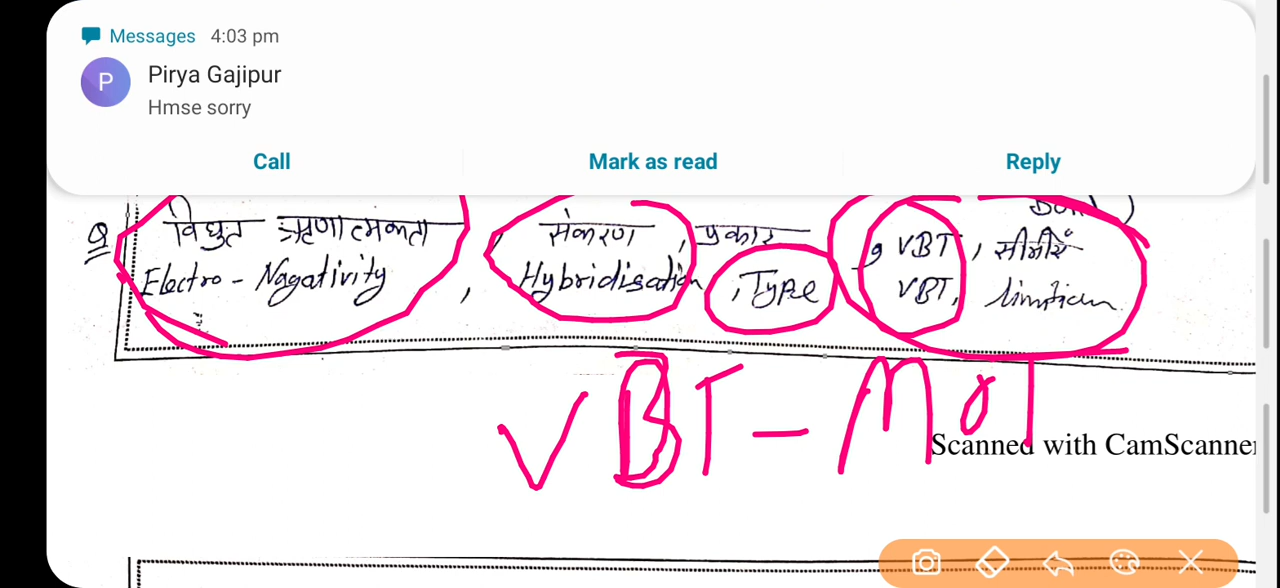 Messages 4:03 pm
P
Pirya Gajipur
Hmse sorry
Call Mark as read Reply
Q विद्युत ऋणात्मकता, संकरण, प्रकार, VBT, सीमाएं
Electro - Nagativity, Hybridisation, Type VBT,
VBT - MOT
Scanned with CamScanner